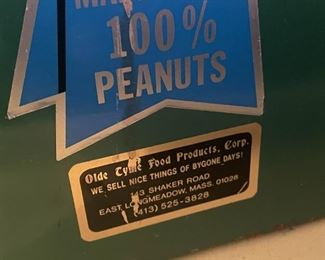 100%
PEANUTS
Olde Tyme Food Products, Corp.
WE SELL NICE THINGS OF BYGONE DAYS!
143 SHAKER ROAD
EAST LONGMEADOW, MASS. 01028
(413) 525-3828